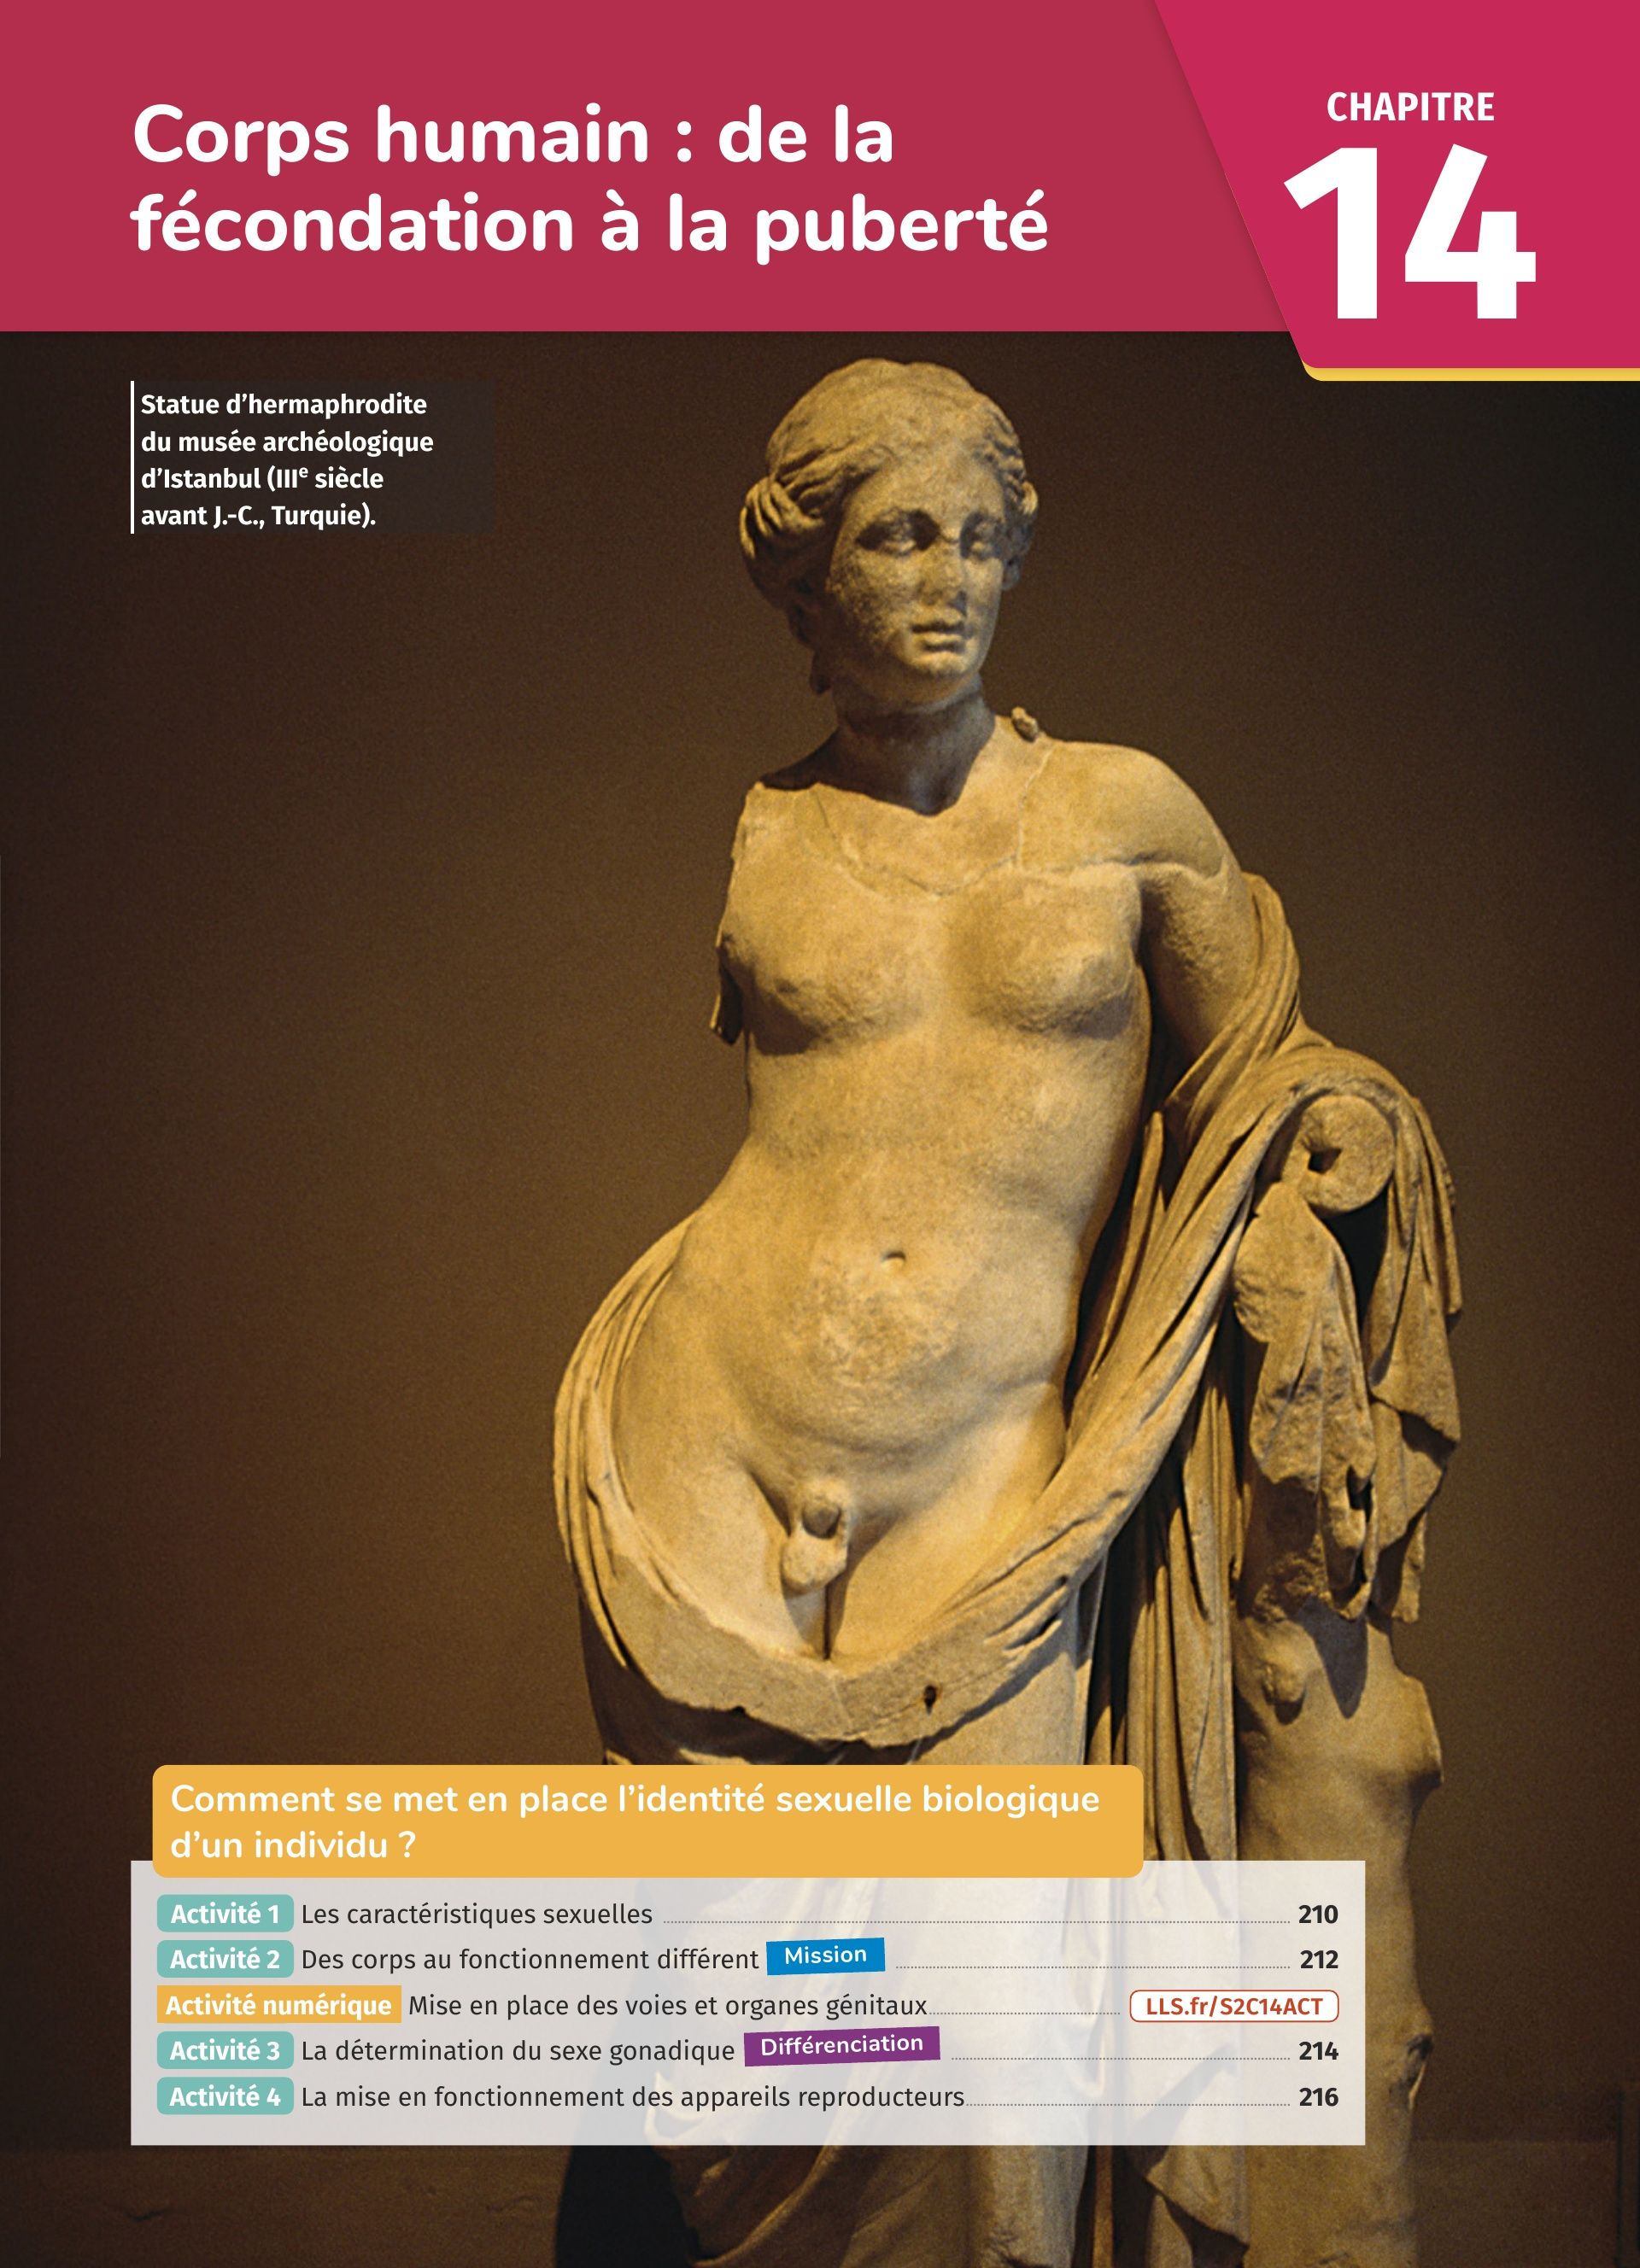 Corps humain : de la
fécondation à la puberté
CHAPITRE
14
Statue d’hermaphrodite
du musée archéologique
d’Istanbul (IIIe siècle
avant J.-C., Turquie).
Comment se met en place l’identité sexuelle biologique
d’un individu ?
Activité 1 Les caractéristiques sexuelles 210
Activité 2 Des corps au fonctionnement différent Mission 212
Activité numérique Mise en place des voies et organes génitaux LLS.fr/S2C14ACT
Activité 3 La détermination du sexe gonadique Différenciation 214
Activité 4 La mise en fonctionnement des appareils reproducteurs 216